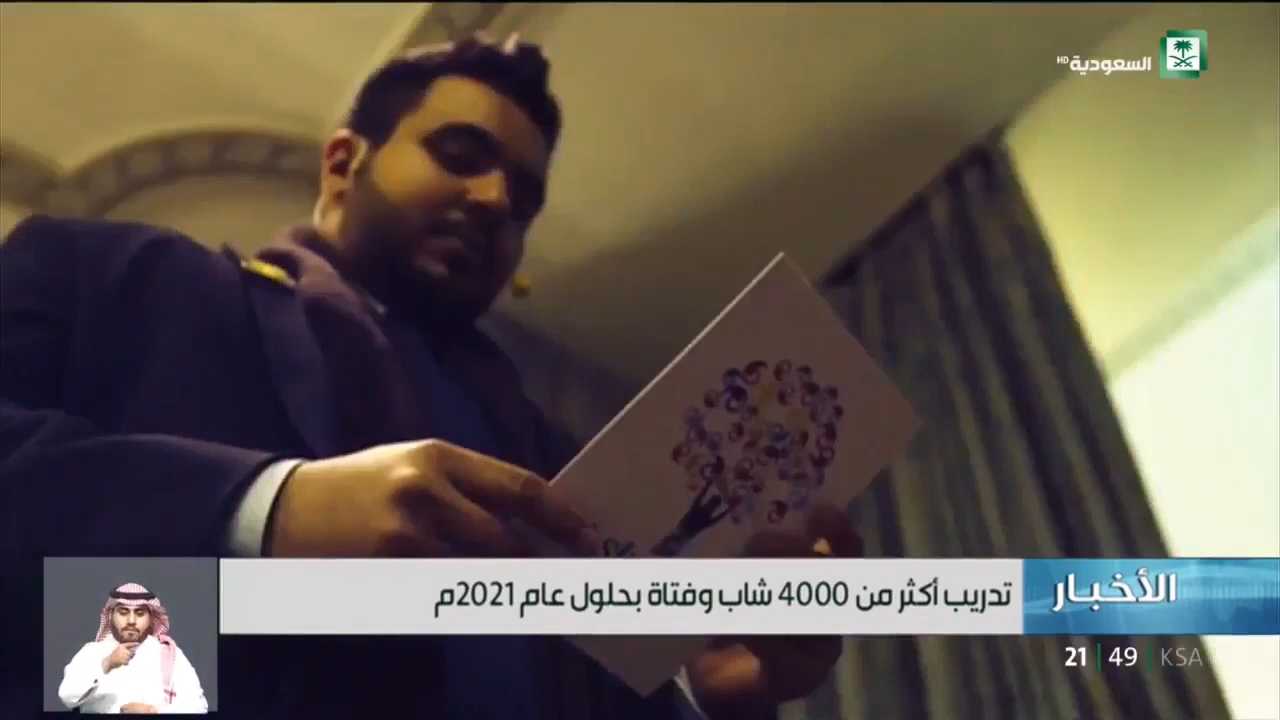 السعودية HD
الأخبار
تدريب أكثر من 4000 شاب وفتاة بحلول عام 2021م
21 | 49 | KSA